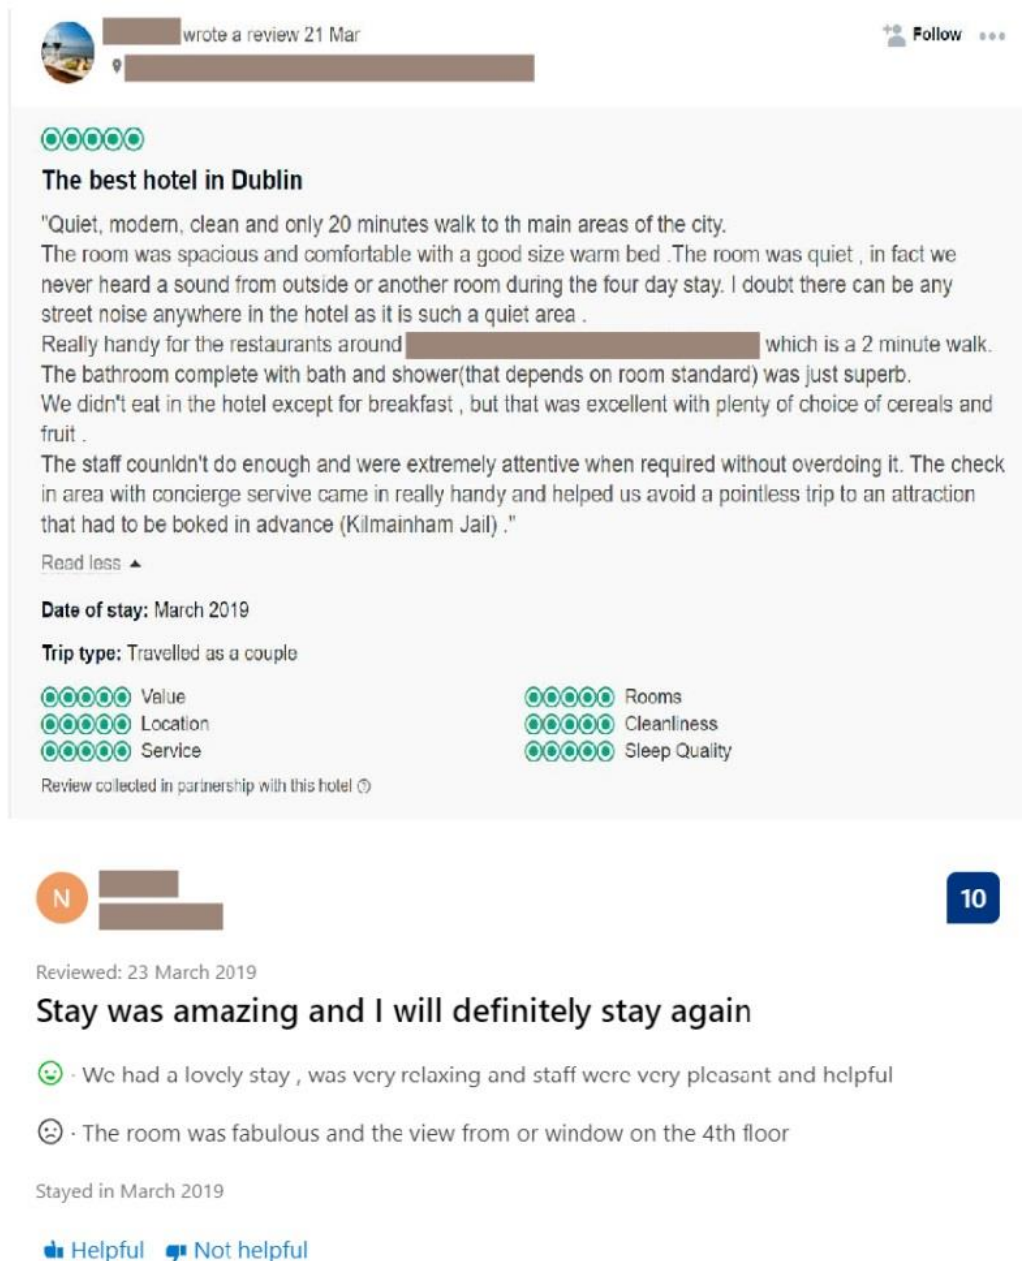 wrote a review 21 Mar
Follow
The best hotel in Dublin
"Quiet, modern, clean and only 20 minutes walk to th main areas of the city.
The room was spacious and comfortable with a good size warm bed .The room was quiet , in fact we
never heard a sound from outside or another room during the four day stay. I doubt there can be any
street noise anywhere in the hotel as it is such a quiet area .
Really handy for the restaurants around which is a 2 minute walk.
The bathroom complete with bath and shower(that depends on room standard) was just superb.
We didn't eat in the hotel except for breakfast , but that was excellent with plenty of choice of cereals and
fruit .
The staff counldn't do enough and were extremely attentive when required without overdoing it. The check
in area with concierge servive came in really handy and helped us avoid a pointless trip to an attraction
that had to be boked in advance (Kilmainham Jail) ."
Read less
Date of stay: March 2019
Trip type: Travelled as a couple
Value
Rooms
Location
Cleanliness
Service
Sleep Quality
Review collected in partnership with this hotel
N
10
Reviewed: 23 March 2019
Stay was amazing and I will definitely stay again
· We had a lovely stay , was very relaxing and staff were very pleasant and helpful
· The room was fabulous and the view from or window on the 4th floor
Stayed in March 2019
Helpful Not helpful